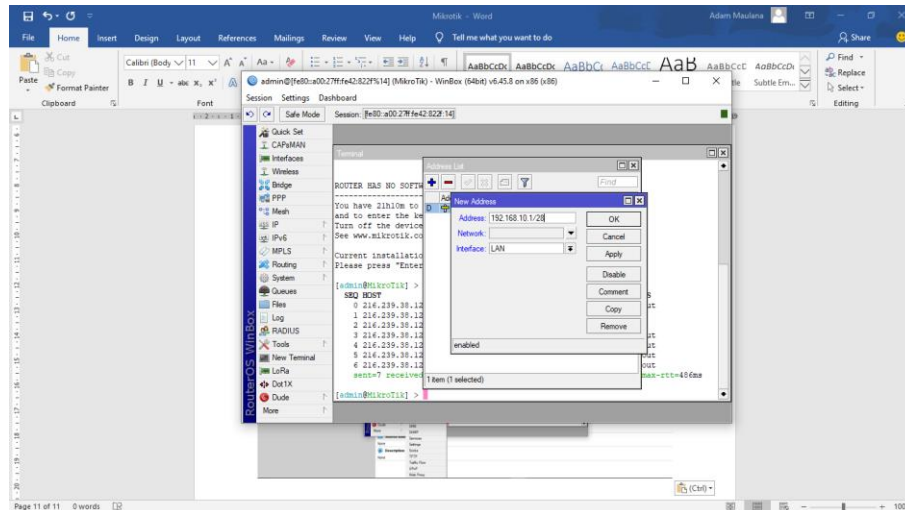 Mikrotik - Word
Adam Maulana
File Home Insert Design Layout References Mailings Review View Help Tell me what you want to do Share
Paste
Cut
Copy
Format Painter
Clipboard
Calibri (Body 11
Font
AaBbCcDc AaBbCcDc AaBbCc AaBbCcC AaB AaBbCcC AaBbCcDi
Subtle Em...
Find
Replace
Select
Editing
admin@[fe80::a00:27ff:fe42:822f%14] (MikroTik) - WinBox (64bit) v6.45.8 on x86 (x86)
Session Settings Dashboard
Safe Mode Session: [fe80::a00:27ff:fe42:822f:14]
Quick Set
CAPsMAN
Interfaces
Wireless
Bridge
PPP
Mesh
IP
IPv6
MPLS
Routing
System
Queues
Files
Log
RADIUS
Tools
New Terminal
LoRa
Dot1X
Dude
More
RouterOS WinBox
Terminal
ROUTER HAS NO SOFTW
You have 21h10m to
and to enter the ke
Turn off the device
See www.mikrotik.co
Current installatio
Please press "Enter
[admin@MikroTik] >
SEQ HOST
0 216.239.38.12
1 216.239.38.12
2 216.239.38.12
3 216.239.38.12
4 216.239.38.12
5 216.239.38.12
6 216.239.38.12
sent=7 received
max-rtt=486ms
[admin@MikroTik] >
Address List
Find
New Address
Address: 192.168.10.1/28
Network:
Interface: LAN
OK
Cancel
Apply
Disable
Comment
Copy
Remove
enabled
1 item (1 selected)
(Ctrl)
Page 11 of 11 0 words
100